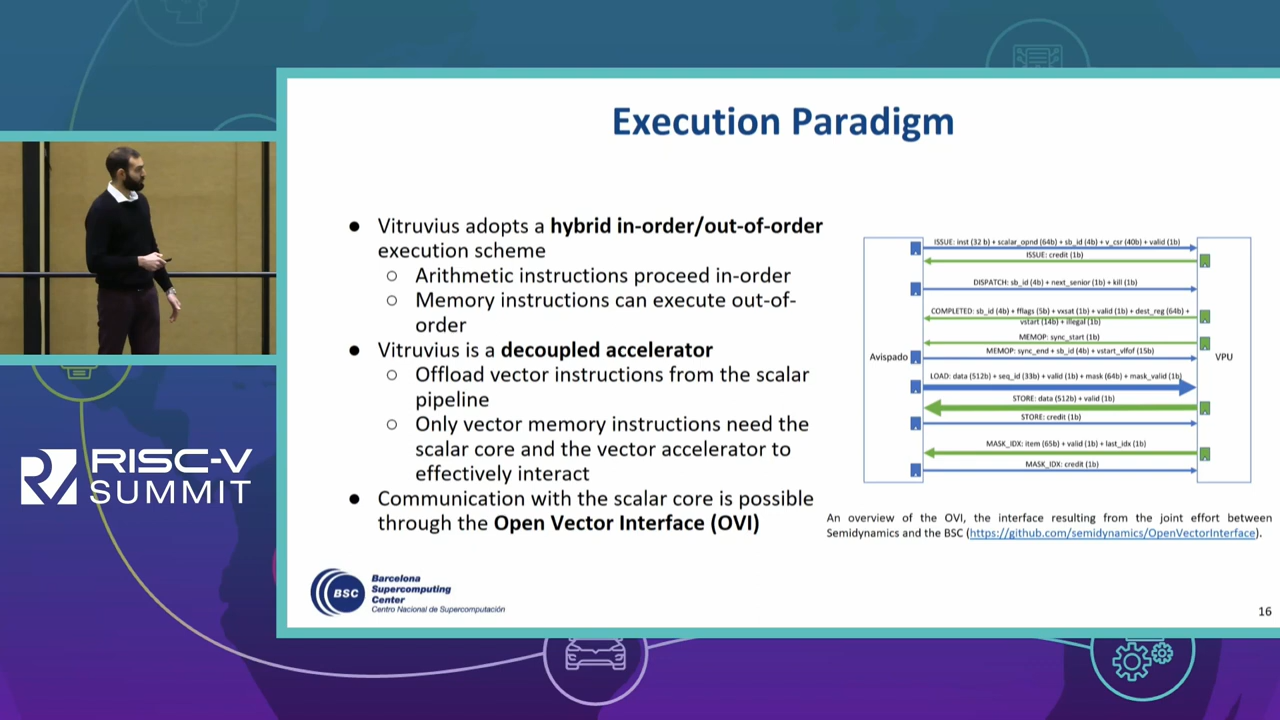 Execution Paradigm
● Vitruvius adopts a hybrid in-order/out-of-order
execution scheme
○ Arithmetic instructions proceed in-order
○ Memory instructions can execute out-of-
order
● Vitruvius is a decoupled accelerator
○ Offload vector instructions from the scalar
pipeline
○ Only vector memory instructions need the
scalar core and the vector accelerator to
effectively interact
● Communication with the scalar core is possible
through the Open Vector Interface (OVI)
ISSUE: inst (32 b) + scalar_opnd (64b) + sb_id (4b) + v_csr (40b) + valid (1b)
ISSUE: credit (1b)
DISPATCH: sb_id (4b) + next_senior (1b) + kill (1b)
COMPLETED: sb_id (4b) + fflags (5b) + vxsat (1b) + valid (1b) + dest_reg (64b) +
vstart (14b) + illegal (1b)
MEMOP: sync_start (1b)
MEMOP: sync_end + sb_id (4b) + vstart_vlfof (15b)
Avispado
VPU
LOAD: data (512b) + seq_id (33b) + valid (1b) + mask (64b) + mask_valid (1b)
STORE: data (512b) + valid (1b)
STORE: credit (1b)
MASK_IDX: item (65b) + valid (1b) + last_idx (1b)
MASK_IDX: credit (1b)
An overview of the OVI, the interface resulting from the joint effort between
Semidynamics and the BSC (https://github.com/semidynamics/OpenVectorInterface).
BSC
Barcelona
Supercomputing
Center
Centro Nacional de Supercomputación
16
RISC-V
SUMMIT